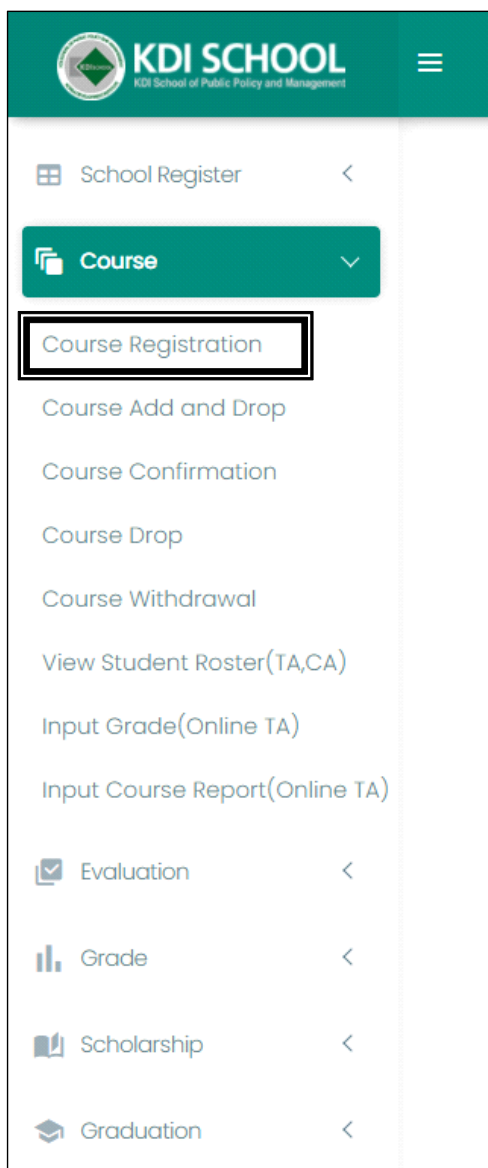 KDI SCHOOL
KDI School of Public Policy and Management
School Register
Course
Course Registration
Course Add and Drop
Course Confirmation
Course Drop
Course Withdrawal
View Student Roster(TA,CA)
Input Grade(Online TA)
Input Course Report(Online TA)
Evaluation
Grade
Scholarship
Graduation